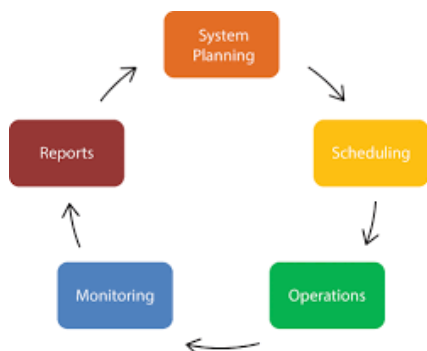 System
Planning
Scheduling
Operations
Monitoring
Reports